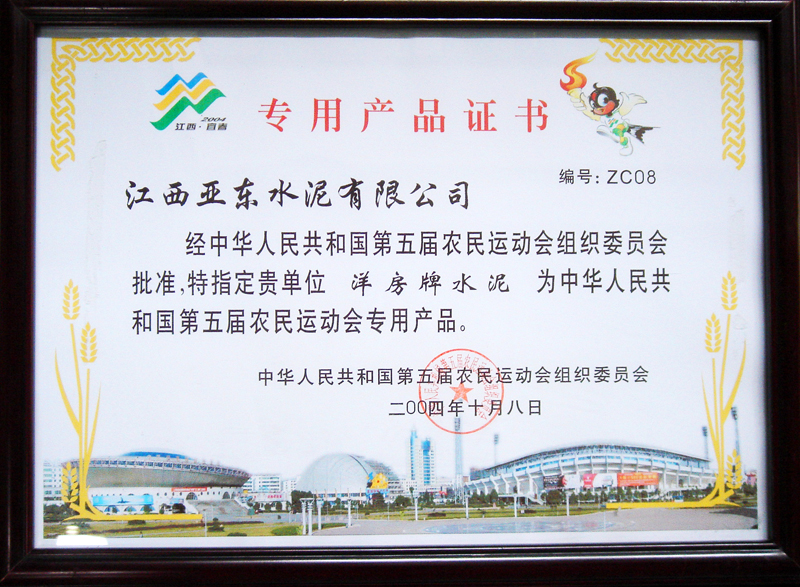 2004
江西·宜春
专用产品证书
编号：ZC08
江西亚东水泥有限公司
经中华人民共和国第五届农民运动会组织委员会
批准，特指定贵单位 洋房牌水泥 为中华人民共
和国第五届农民运动会专用产品。
中华人民共和国第五届农民运动会组织委员会
二00四年十月八日